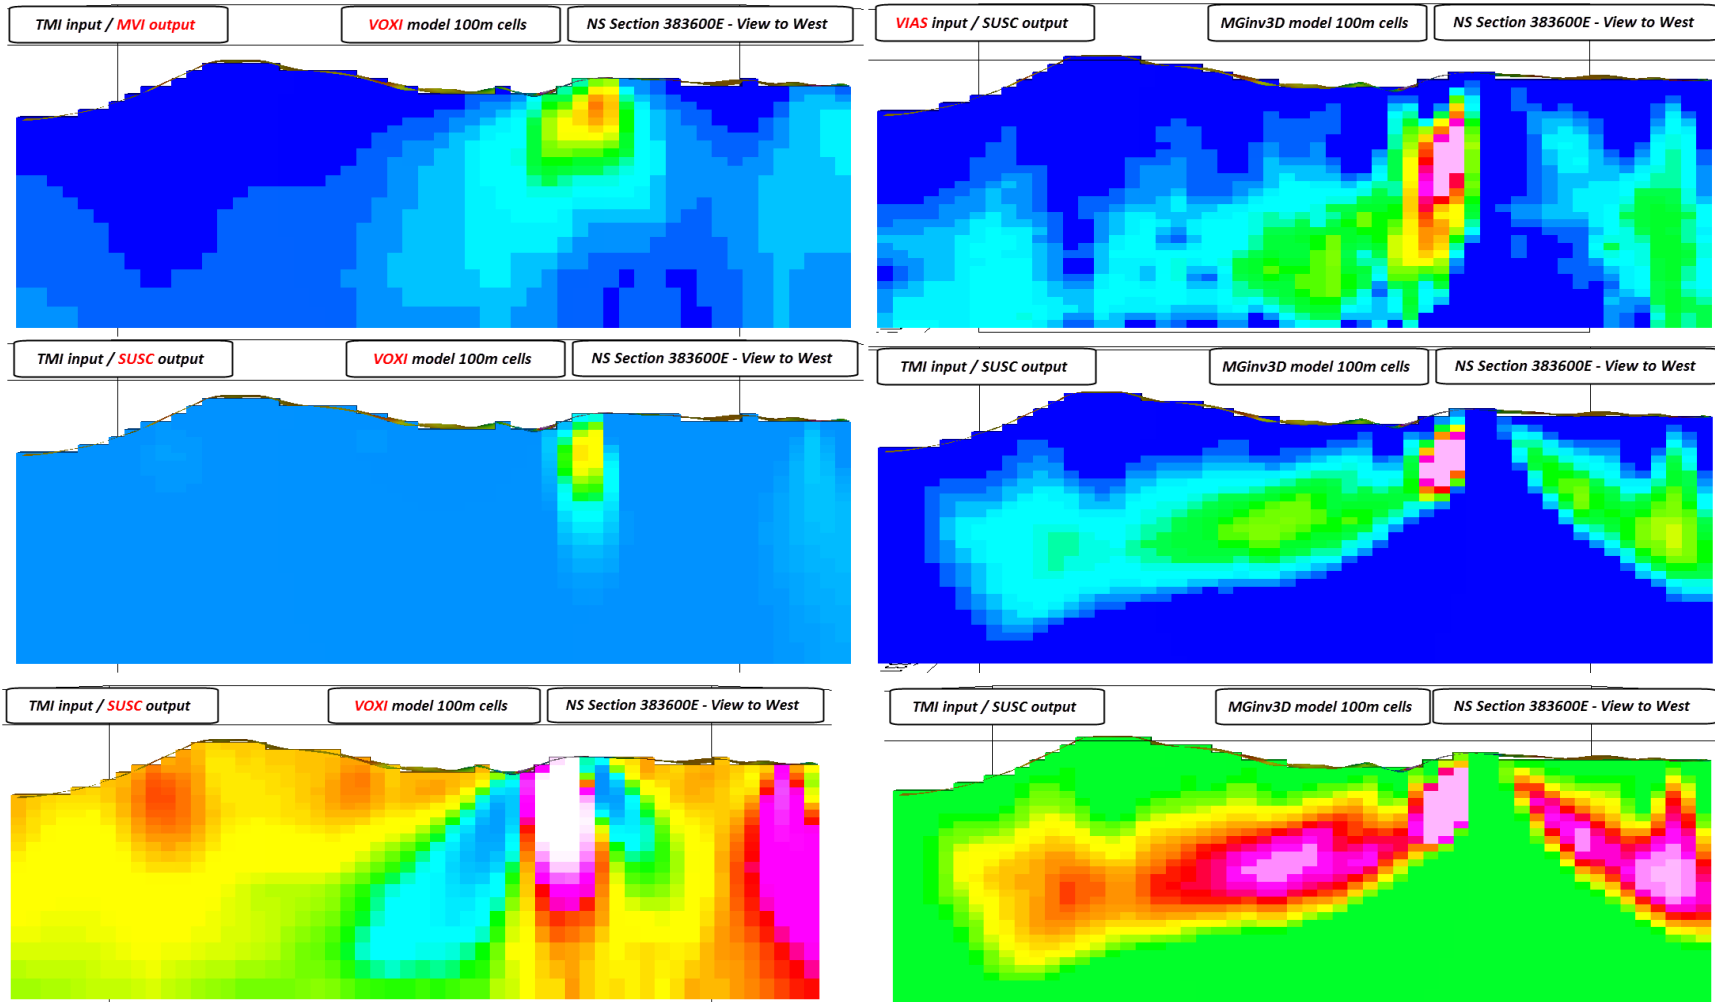 TMI input / MVI output
VOXI model 100m cells
NS Section 383600E - View to West
VIAS input / SUSC output
MGinv3D model 100m cells
NS Section 383600E - View to West
TMI input / SUSC output
VOXI model 100m cells
NS Section 383600E - View to West
TMI input / SUSC output
MGinv3D model 100m cells
NS Section 383600E - View to West
TMI input / SUSC output
VOXI model 100m cells
NS Section 383600E - View to West
TMI input / SUSC output
MGinv3D model 100m cells
NS Section 383600E - View to West